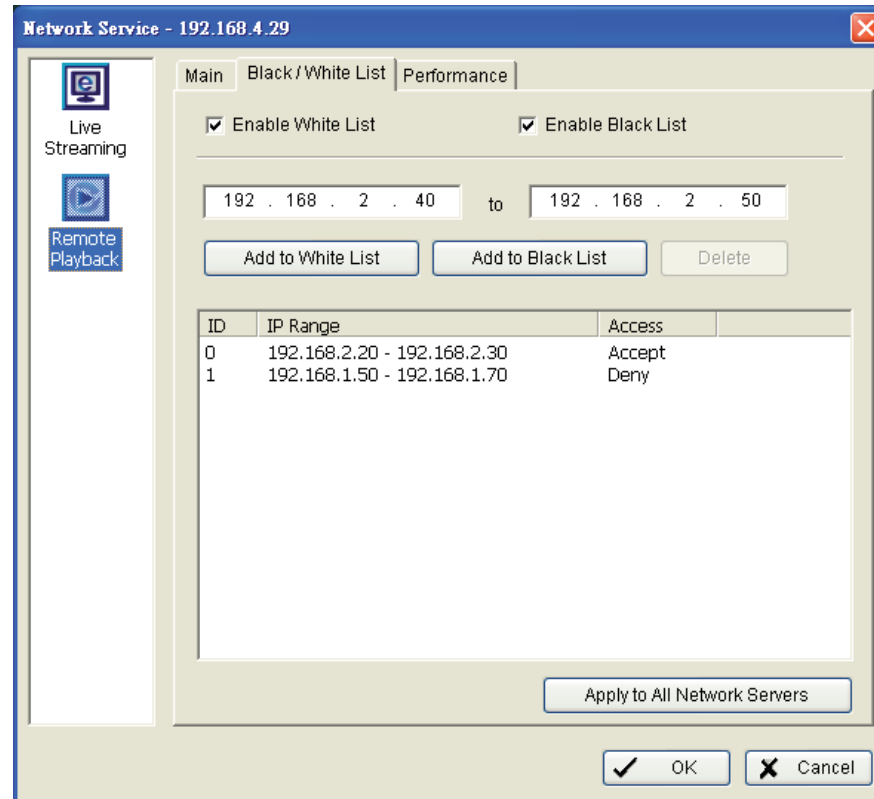 Network Service - 192.168.4.29
Live
Streaming
Remote
Playback
Main Black / White List Performance
Enable White List Enable Black List
192 . 168 . 2 . 40 to 192 . 168 . 2 . 50
Add to White List Add to Black List Delete
ID IP Range Access
0 192.168.2.20 - 192.168.2.30 Accept
1 192.168.1.50 - 192.168.1.70 Deny
Apply to All Network Servers
OK Cancel